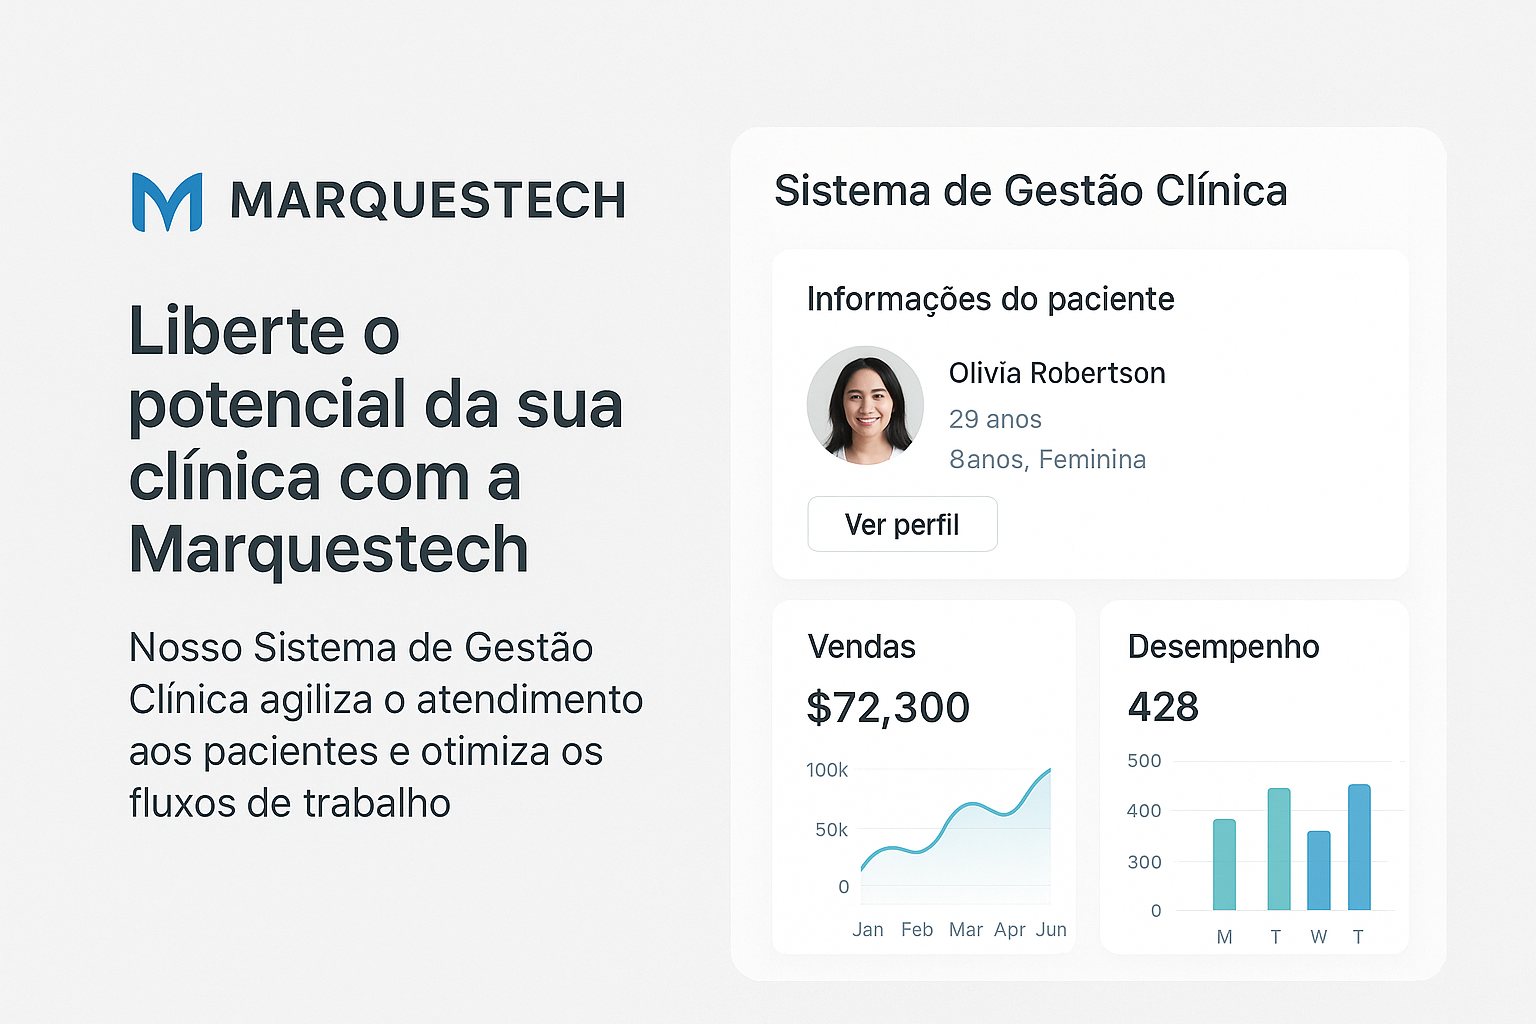 MARQUESTECH
Liberte o
potencial da sua
clínica com a
Marquestech
Nosso Sistema de Gestão
Clínica agiliza o atendimento
aos pacientes e otimiza os
fluxos de trabalho
Sistema de Gestão Clínica
Informações do paciente
Olivia Robertson
29 anos
8anos, Feminina
Ver perfil
Vendas
$72,300
100k
50k
0
Jan Feb Mar Apr Jun
Desempenho
428
500
400
300
0
M T W T